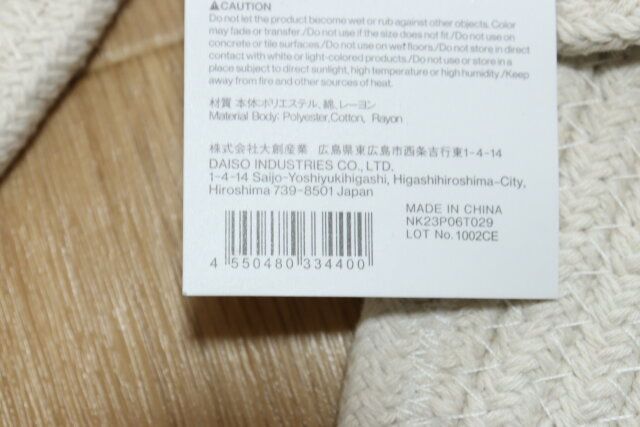 ⚠CAUTION
Do not let the product become wet or rub against other objects. Color
may fade or transfer./Do not use if the size does not fit./Do not use on
concrete or tile surfaces./Do not use on wet floors./Do not store in direct
contact with white or light-colored products./Do not use or store in a
place subject to direct sunlight, high temperature or high humidity./Keep
away from fire and other sources of heat.
材質 本体:ポリエステル、綿、レーヨン
Material Body: Polyester, Cotton, Rayon
株式会社大創産業 広島県東広島市西条吉行東1-4-14
DAISO INDUSTRIES CO., LTD.
1-4-14 Saijo-Yoshiyukihigashi, Higashihiroshima-City,
Hiroshima 739-8501 Japan
MADE IN CHINA
NK23P06T029
LOT No. 1002CE
4 550480 334400